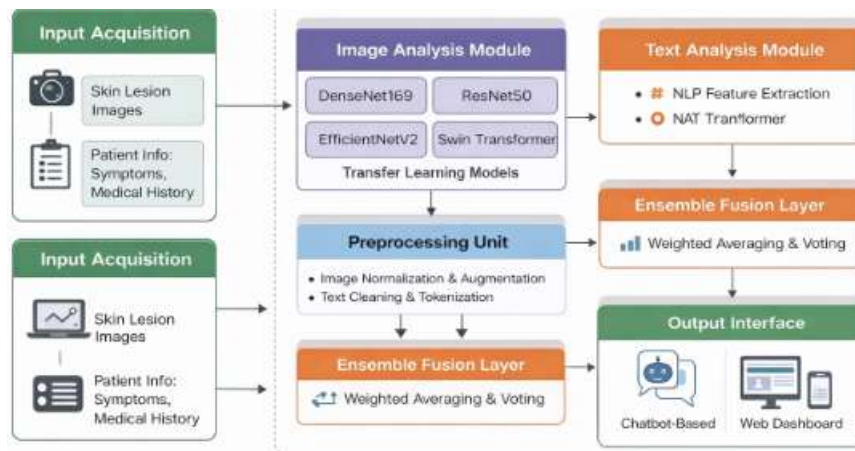 Input Acquisition
Skin Lesion
Images
Patient Info:
Symptoms,
Medical History
Input Acquisition
Skin Lesion
Images
Patient Info:
Symptoms,
Medical History
Image Analysis Module
DenseNet169
ResNet50
EfficientNetV2
Swin Transformer
Transfer Learning Models
Preprocessing Unit
• Image Normalization & Augmentation
• Text Cleaning & Tokenization
Ensemble Fusion Layer
Weighted Averaging & Voting
Text Analysis Module
• # NLP Feature Extraction
• NAT Tranflormer
Ensemble Fusion Layer
Weighted Averaging & Voting
Output Interface
Chatbot-Based
Web Dashboard